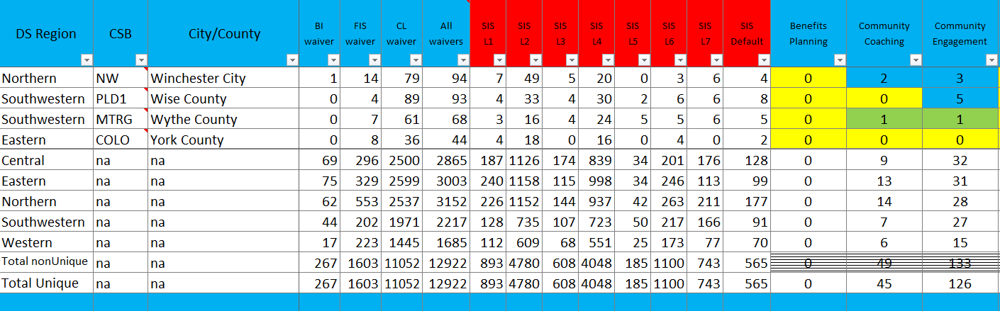 DS Region CSB City/County BI waiver FIS waiver CL waiver All waivers SIS L1 SIS L2 SIS L3 SIS L4 SIS L5 SIS L6 SIS L7 SIS Default Benefits Planning Community Coaching Community Engagement
Northern NW Winchester City 1 14 79 94 7 49 5 20 0 3 6 4 0 2 3
Southwestern PLD1 Wise County 0 4 89 93 4 33 4 30 2 6 6 8 0 0 5
Southwestern MTRG Wythe County 0 7 61 68 3 16 4 24 5 5 6 5 0 1 1
Eastern COLO York County 0 8 36 44 4 18 0 16 0 4 0 2 0 0 0
Central na na 69 296 2500 2865 187 1126 174 839 34 201 176 128 0 9 32
Eastern na na 75 329 2599 3003 240 1158 115 998 34 246 113 99 0 13 31
Northern na na 62 553 2537 3152 226 1152 144 937 42 263 211 177 0 14 28
Southwestern na na 44 202 1971 2217 128 735 107 723 50 217 166 91 0 7 27
Western na na 17 223 1445 1685 112 609 68 551 25 173 77 70 0 6 15
Total nonUnique na na 267 1603 11052 12922 893 4780 608 4048 185 1100 743 565 0 49 133
Total Unique na na 267 1603 11052 12922 893 4780 608 4048 185 1100 743 565 0 45 126